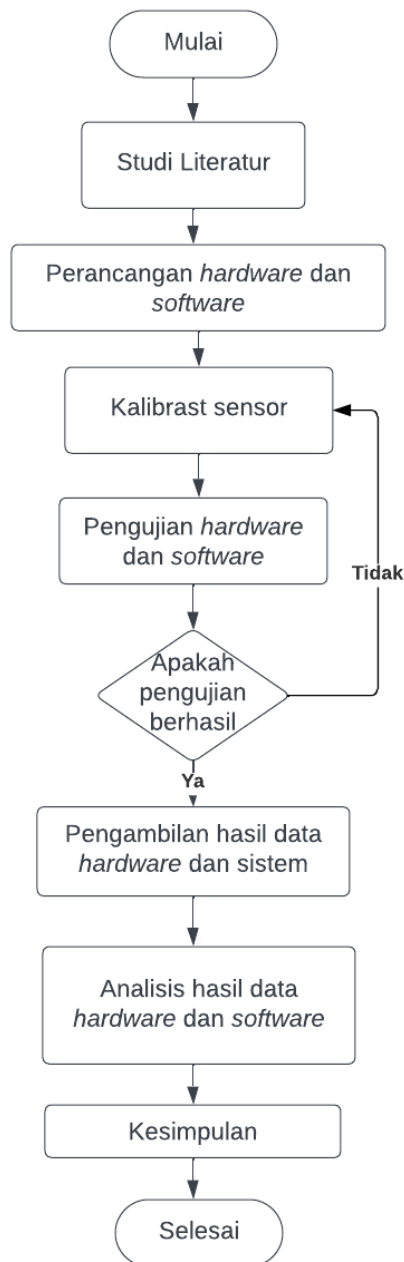 Mulai
Studi Literatur
Perancangan hardware dan
software
Kalibrast sensor
Pengujian hardware
dan software
Tidak
Apakah
pengujian
berhasil
Ya
Pengambilan hasil data
hardware dan sistem
Analisis hasil data
hardware dan software
Kesimpulan
Selesai